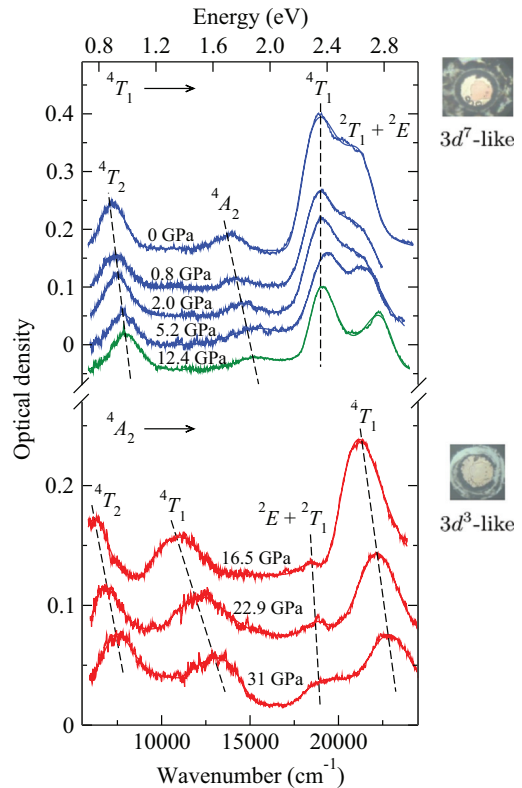 Energy (eV)
0.8 1.2 1.6 2.0 2.4 2.8
⁴T₁
⁴T₁
²T₁ + ²E
3d⁷-like
0.4
0.3
0.2
0.1
0
⁴T₂
⁴A₂
0 GPa
0.8 GPa
2.0 GPa
5.2 GPa
12.4 GPa
Optical density
⁴A₂
⁴T₁
⁴T₂
⁴T₁
²E + ²T₁
3d³-like
0.2
0.1
0
16.5 GPa
22.9 GPa
31 GPa
10000 15000 20000
Wavenumber (cm⁻¹)